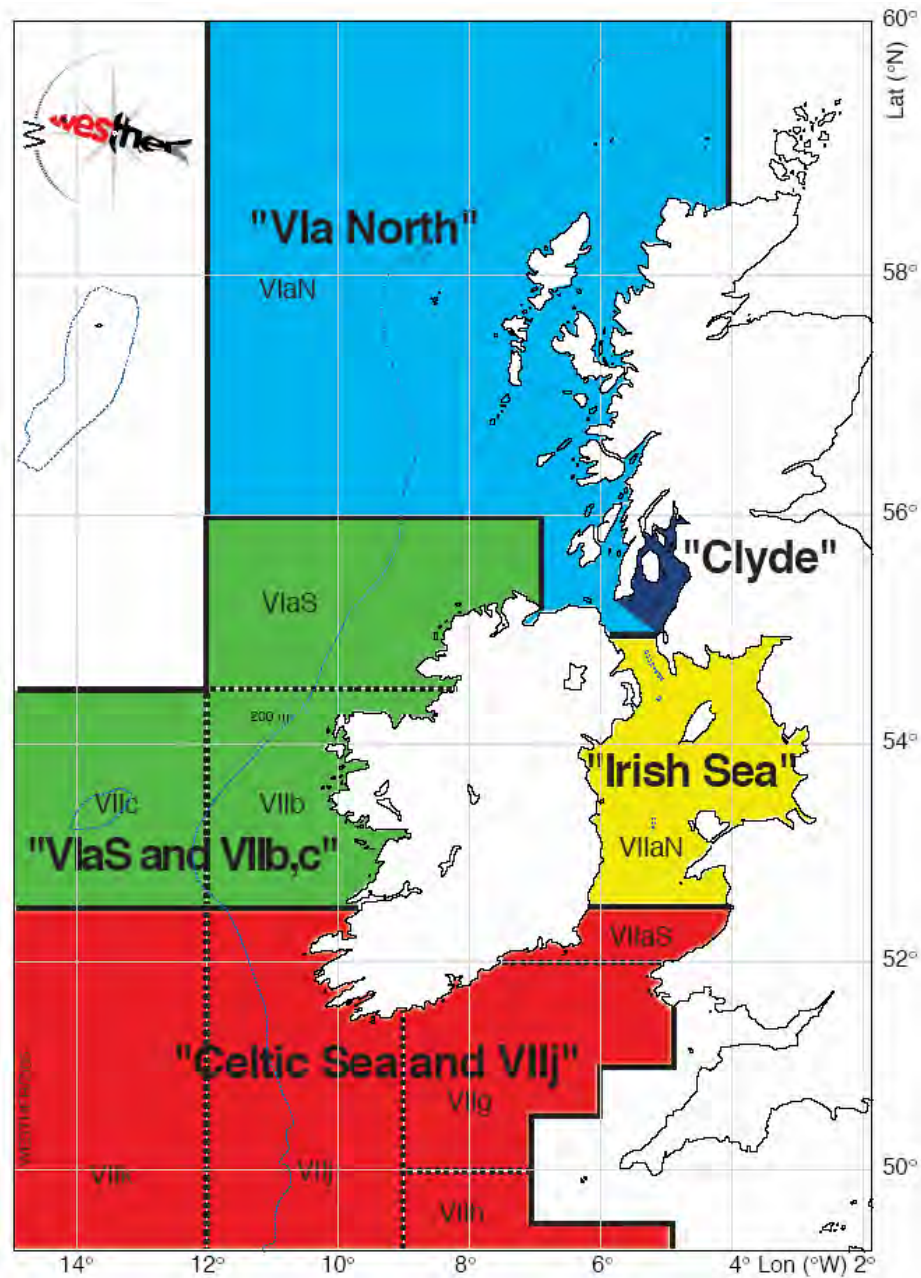 60°
Lat (°N)
westher
"VIa North"
VIaN
58°
56°
"Clyde"
VIaS
200 m
54°
"Irish Sea"
VIIc
VIIb
VIIaN
"VIaS and VIIb,c"
VIIaS
52°
"Celtic Sea and VIIj"
VIIg
VIIk
VIIj
50°
VIIh
14° 12° 10° 8° 6° 4° Lon (°W) 2°